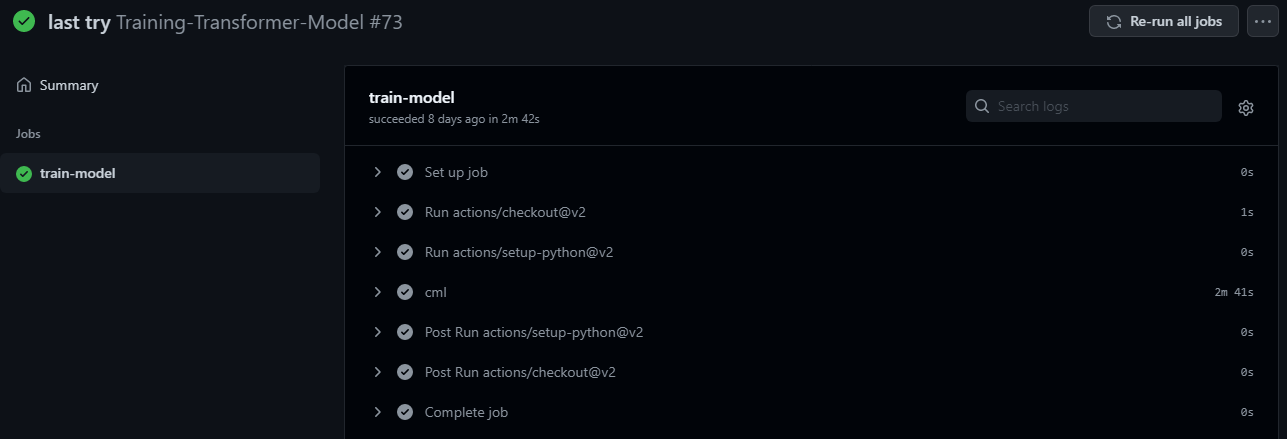 last try Training-Transformer-Model #73
Re-run all jobs
Summary
Jobs
train-model
train-model
succeeded 8 days ago in 2m 42s
Search logs
Set up job 0s
Run actions/checkout@v2 1s
Run actions/setup-python@v2 0s
cml 2m 41s
Post Run actions/setup-python@v2 0s
Post Run actions/checkout@v2 0s
Complete job 0s